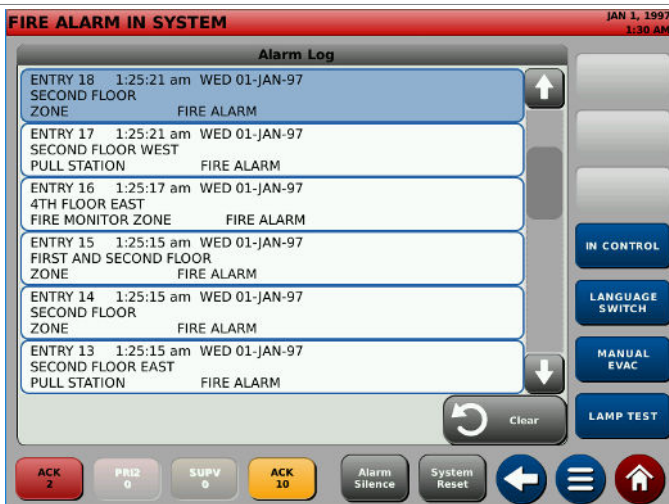 FIRE ALARM IN SYSTEM
JAN 1, 1997
1:30 AM
Alarm Log
ENTRY 18 1:25:21 am WED 01-JAN-97
SECOND FLOOR
ZONE FIRE ALARM
ENTRY 17 1:25:21 am WED 01-JAN-97
SECOND FLOOR WEST
PULL STATION FIRE ALARM
ENTRY 16 1:25:17 am WED 01-JAN-97
4TH FLOOR EAST
FIRE MONITOR ZONE FIRE ALARM
ENTRY 15 1:25:15 am WED 01-JAN-97
FIRST AND SECOND FLOOR
ZONE FIRE ALARM
ENTRY 14 1:25:15 am WED 01-JAN-97
SECOND FLOOR
ZONE FIRE ALARM
ENTRY 13 1:25:15 am WED 01-JAN-97
SECOND FLOOR EAST
PULL STATION FIRE ALARM
Clear
IN CONTROL
LANGUAGE
SWITCH
MANUAL
EVAC
LAMP TEST
ACK
2
PRI2
0
SUPV
0
ACK
10
Alarm
Silence
System
Reset